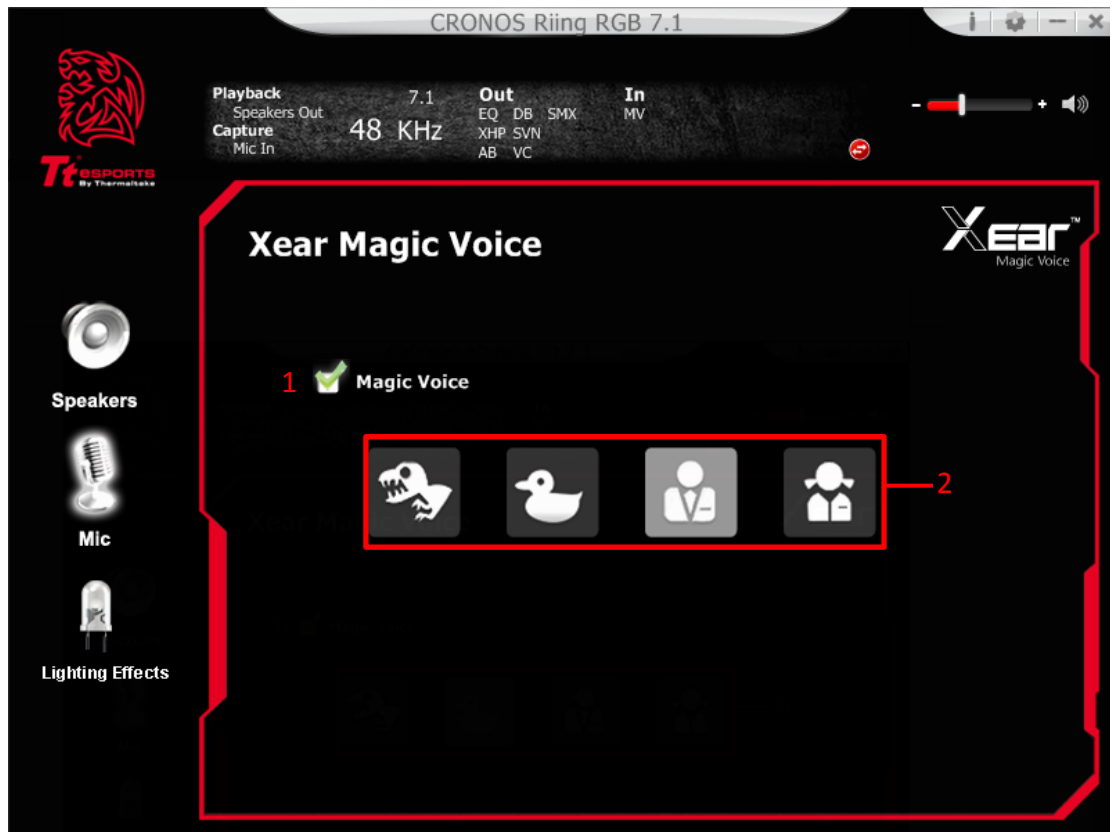 CRONOS Riing RGB 7.1
i
Playback 7.1
Speakers Out
Capture 48 KHz
Mic In
Out
EQ DB SMX
XHP SVN
AB VC
In
MV
- +
Tt eSPORTS
By Thermaltake
Xear Magic Voice
Xear™
Magic Voice
1 Magic Voice
2
Speakers
Mic
Lighting Effects